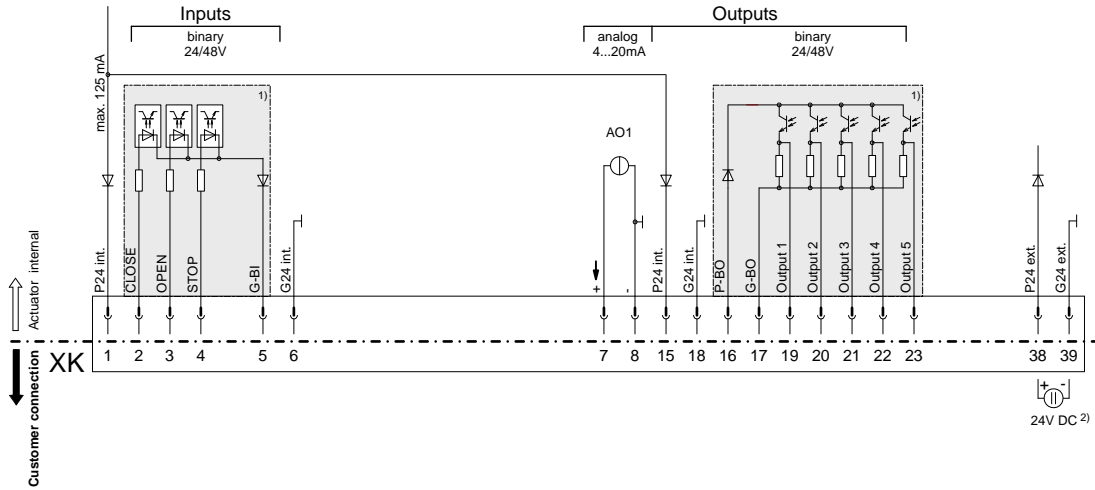 Inputs
binary
24/48V
Outputs
analog
4...20mA
binary
24/48V
max. 125 mA
1)
1)
AO1
P24 int.
CLOSE
OPEN
STOP
G-BI
G24 int.
+
-
P24 int.
G24 int.
P-BO
G-BO
Output 1
Output 2
Output 3
Output 4
Output 5
P24 ext.
G24 ext.
Actuator internal
Customer connection
XK
1 2 3 4 5 6 7 8 15 18 16 17 19 20 21 22 23 38 39
+ -
24V DC 2)